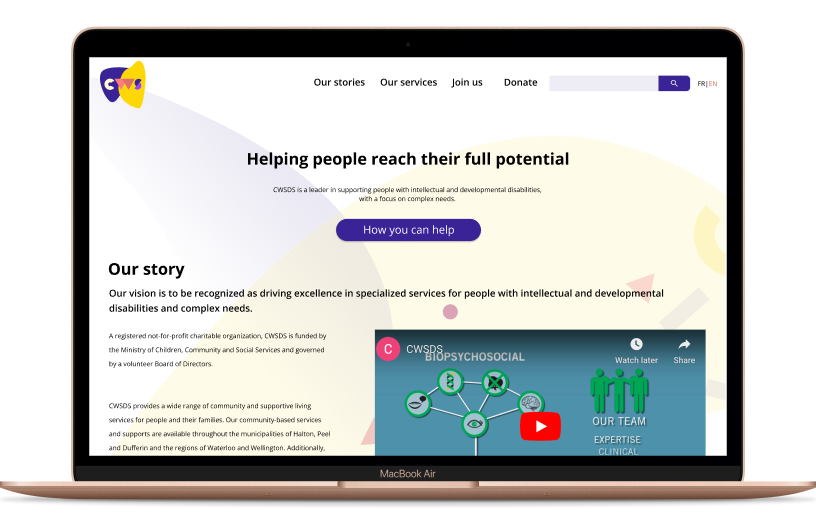 CWS
Our stories Our services Join us Donate
FR|EN
Helping people reach their full potential
CWSDS is a leader in supporting people with intellectual and developmental disabilities,
with a focus on complex needs.
How you can help
Our story
Our vision is to be recognized as driving excellence in specialized services for people with intellectual and developmental
disabilities and complex needs.
A registered not-for-profit charitable organization, CWSDS is funded by
the Ministry of Children, Community and Social Services and governed
by a volunteer Board of Directors.
CWSDS provides a wide range of community and supportive living
services for people and their families. Our community-based services
and supports are available throughout the municipalities of Halton, Peel
and Dufferin and the regions of Waterloo and Wellington. Additionally,
C CWSDS
Watch later Share
BIOPSYCHOSOCIAL
OUR TEAM
EXPERTISE
CLINICAL
MacBook Air